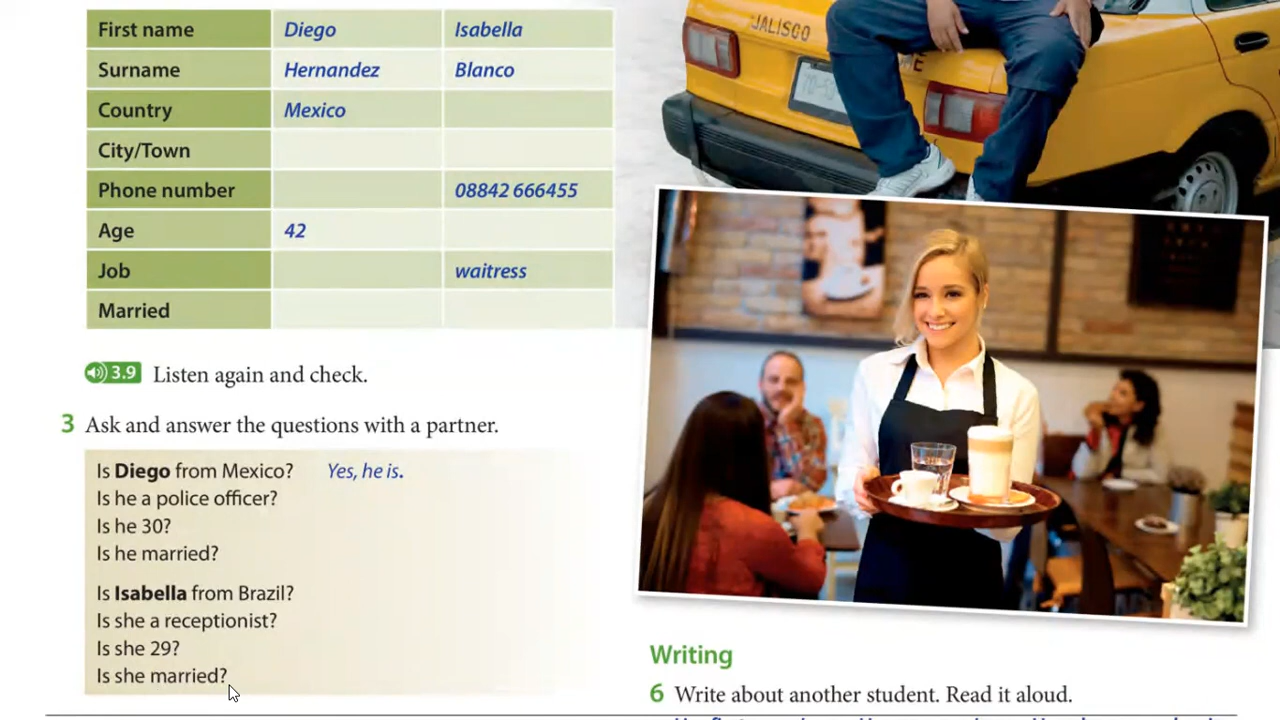 First name Diego Isabella
Surname Hernandez Blanco
Country Mexico
City/Town
Phone number 08842 666455
Age 42
Job waitress
Married
3.9 Listen again and check.
3 Ask and answer the questions with a partner.
Is Diego from Mexico? Yes, he is.
Is he a police officer?
Is he 30?
Is he married?
Is Isabella from Brazil?
Is she a receptionist?
Is she 29?
Is she married?
JALISCO
Writing
6 Write about another student. Read it aloud.